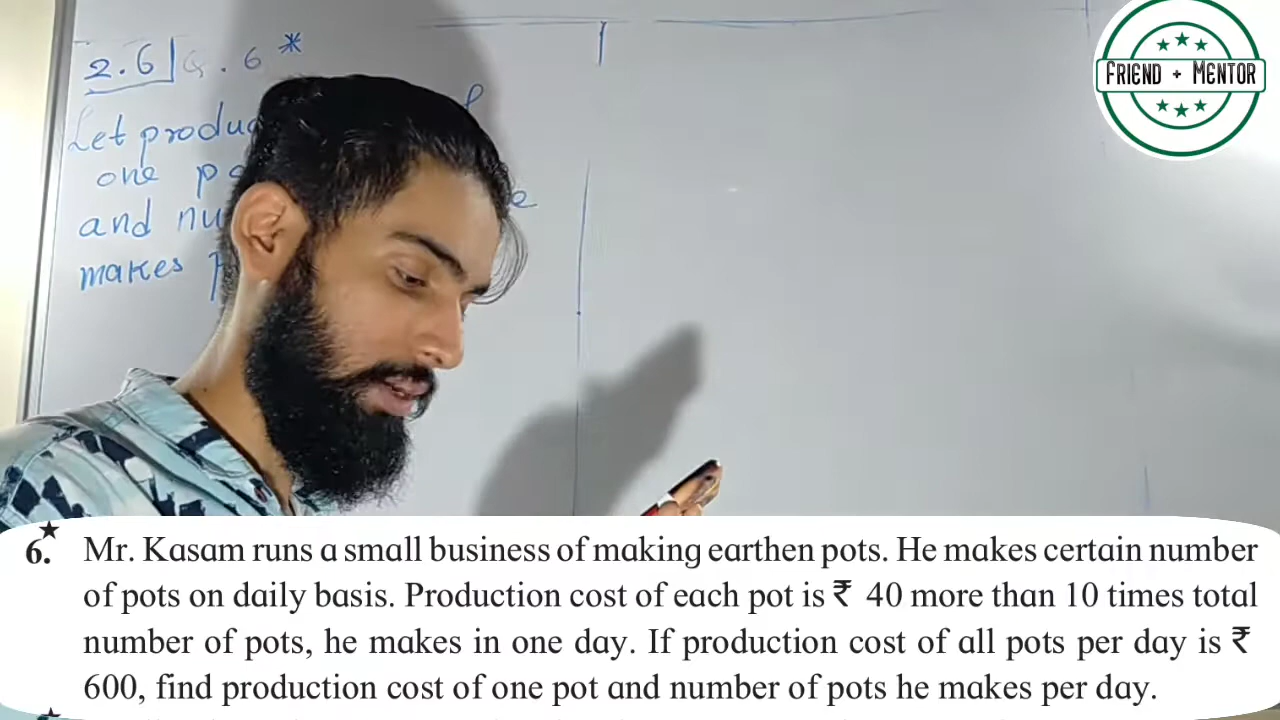 2.6 Q. 6 *
Let
one
and
makes
FRIEND + MENTOR
6.★ Mr. Kasam runs a small business of making earthen pots. He makes certain number
of pots on daily basis. Production cost of each pot is ₹ 40 more than 10 times total
number of pots, he makes in one day. If production cost of all pots per day is ₹
600, find production cost of one pot and number of pots he makes per day.